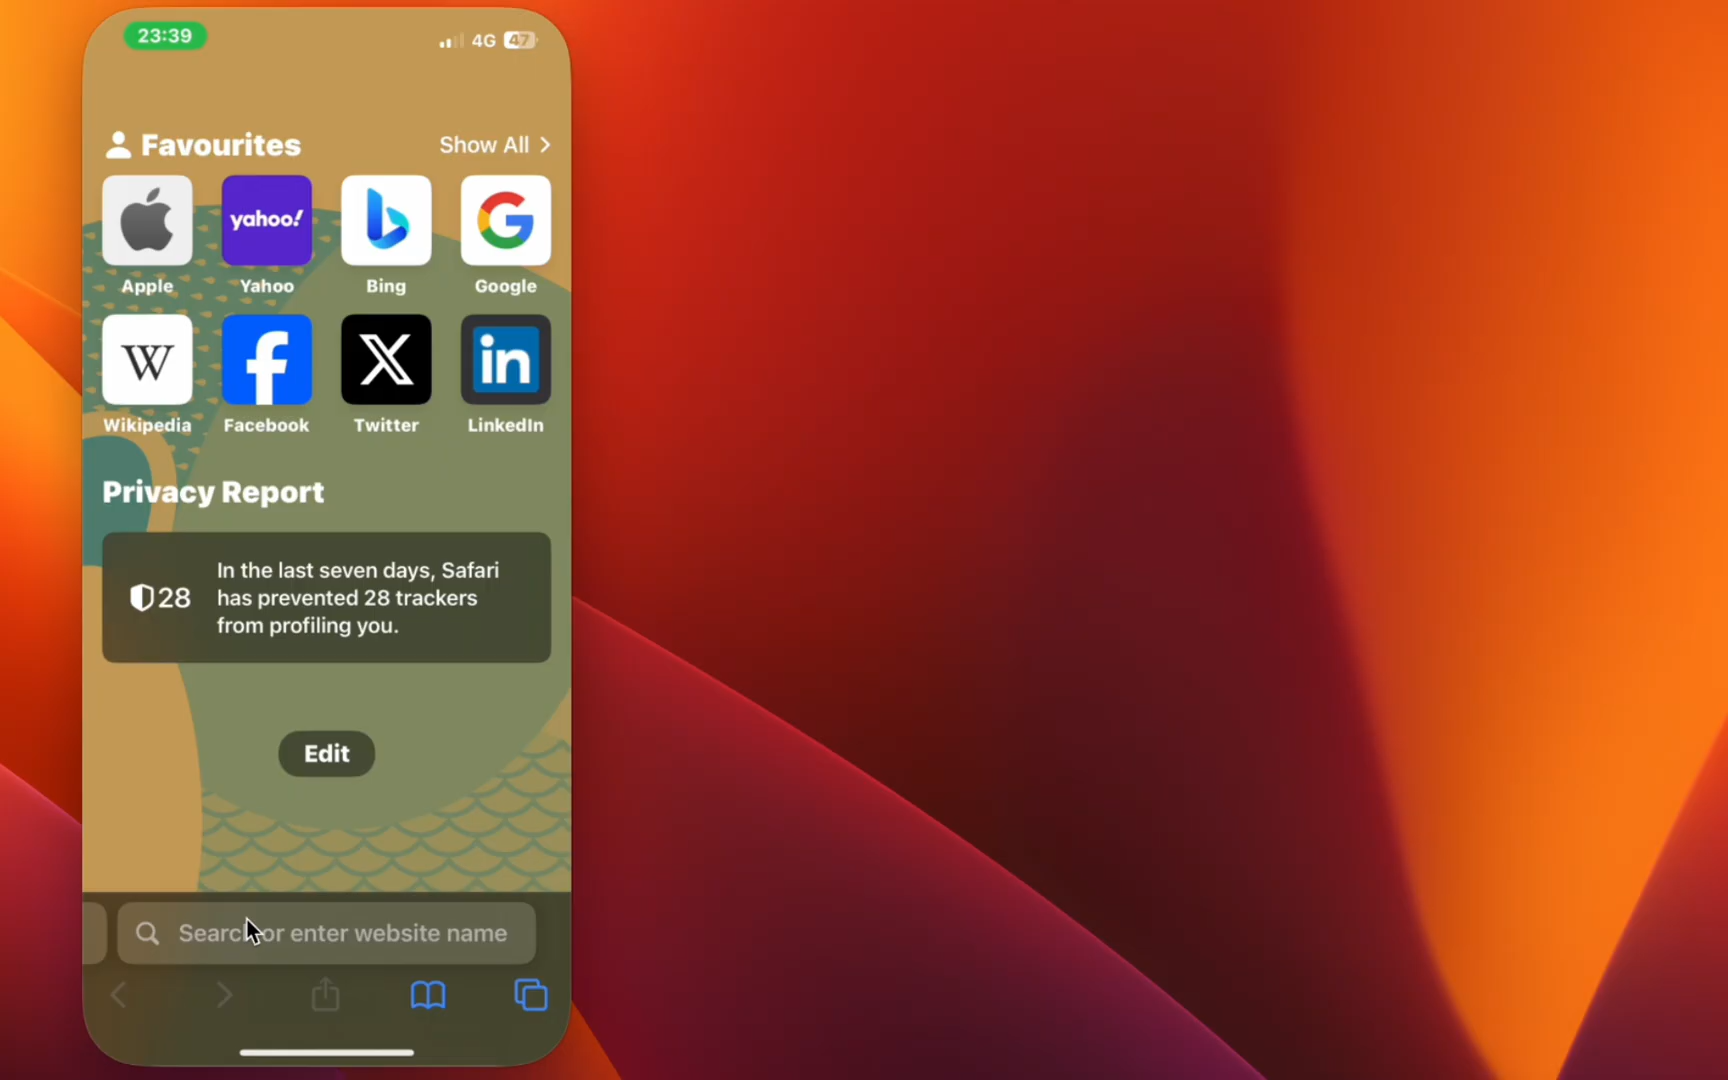 23:39
4G 47
Favourites
Show All
yahoo!
Apple
Yahoo
Bing
Google
W
in
Wikipedia
Facebook
Twitter
LinkedIn
Privacy Report
28
In the last seven days, Safari
has prevented 28 trackers
from profiling you.
Edit
Search or enter website name